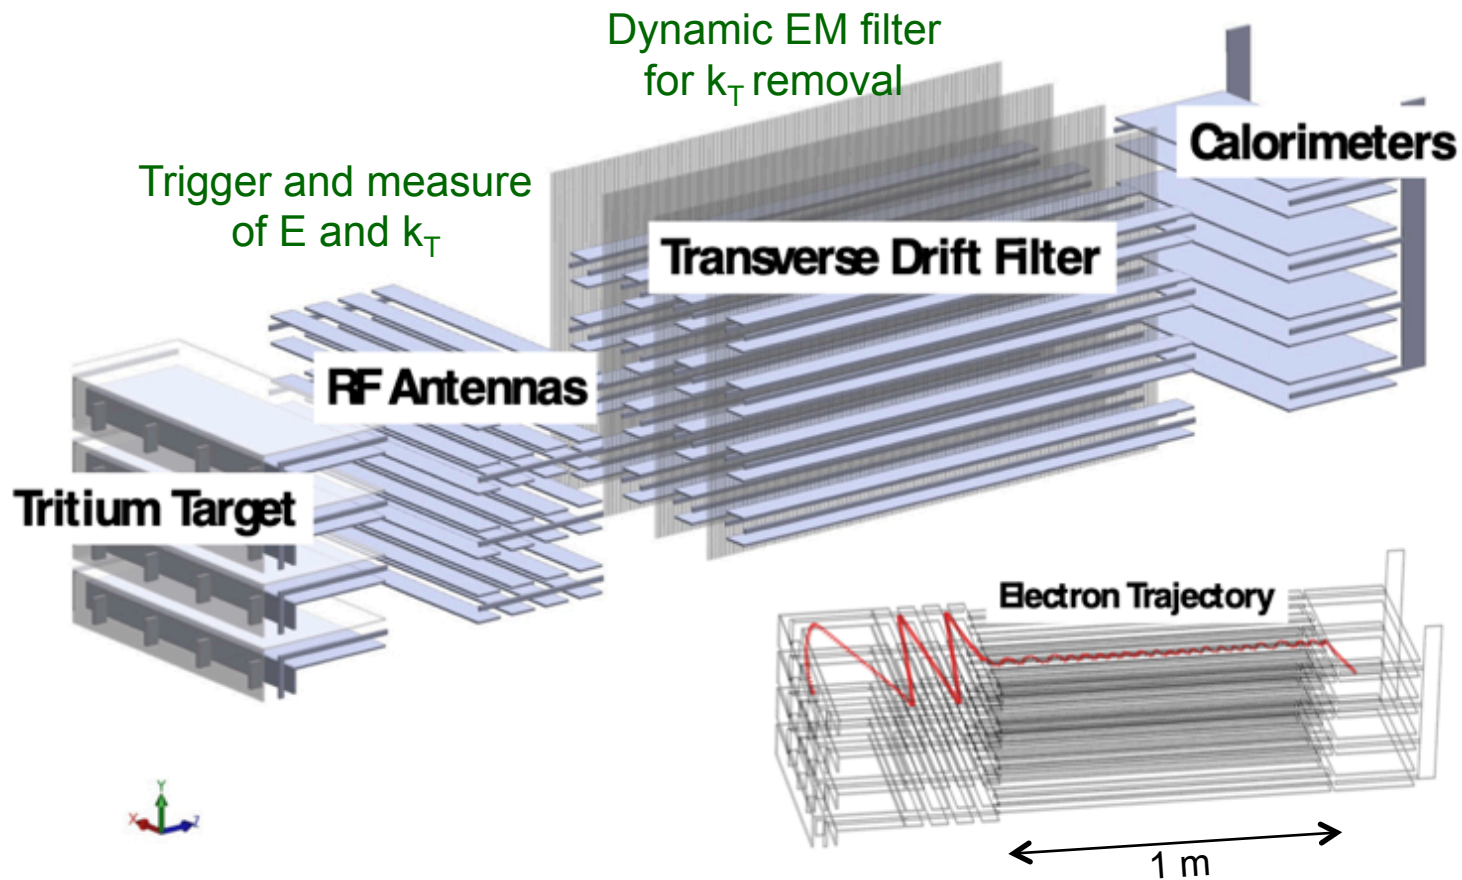 Dynamic EM filter
for kT removal
Calorimeters
Trigger and measure
of E and kT
Transverse Drift Filter
RF Antennas
Tritium Target
Electron Trajectory
Y
X
Z
1 m